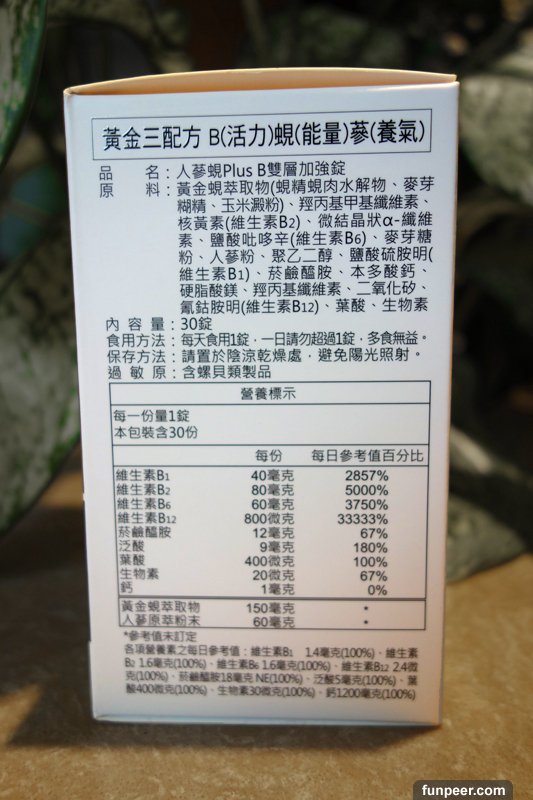 黃金三配方 B(活力)蜆(能量)蔘(養氣)
品　　名：人蔘蜆Plus B雙層加強錠
原　　料：黃金蜆萃取物(蜆精蜆肉水解物、麥芽
糊精、玉米澱粉)、羥丙基甲基纖維素、
核黃素(維生素B2)、微結晶狀α-纖維
素、鹽酸吡哆辛(維生素B6)、麥芽糖
粉、人蔘粉、聚乙二醇、鹽酸硫胺明(
維生素B1)、菸鹼醯胺、本多酸鈣、
硬脂酸鎂、羥丙基纖維素、二氧化矽、
氰鈷胺明(維生素B12)、葉酸、生物素
內 容 量：30錠
食用方法：每天食用1錠，一日請勿超過1錠，多食無益。
保存方法：請置於陰涼乾燥處，避免陽光照射。
過 敏 原：含螺貝類製品
營養標示
每一份量1錠
本包裝含30份
每份 每日參考值百分比
維生素B1 40毫克 2857%
維生素B2 80毫克 5000%
維生素B6 60毫克 3750%
維生素B12 800微克 33333%
菸鹼醯胺 12毫克 67%
泛酸 9毫克 180%
葉酸 400微克 100%
生物素 20微克 67%
鈣 1毫克 0%
黃金蜆萃取物 150毫克 *
人蔘原萃粉末 60毫克 *
*參考值未訂定
各項營養素之每日參考值：維生素B1 1.4毫克(100%)、維生素
B2 1.6毫克(100%)、維生素B6 1.6毫克(100%)、維生素B12 2.4微
克(100%)、菸鹼醯胺18毫克 NE(100%)、泛酸5毫克(100%)、葉
酸400微克(100%)、生物素30微克(100%)、鈣1200毫克(100%)
funpeer.com